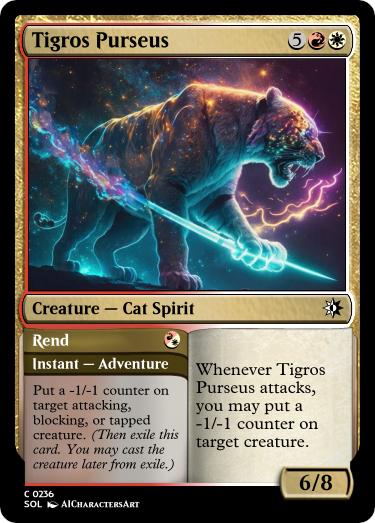 Tigros Purseus
5
Creature — Cat Spirit
Rend
Instant — Adventure
Put a -1/-1 counter on
target attacking,
blocking, or tapped
creature. (Then exile this
card. You may cast the
creature later from exile.)
Whenever Tigros
Purseus attacks,
you may put a
-1/-1 counter on
target creature.
6/8
C 0236
SOL AICharactersArt